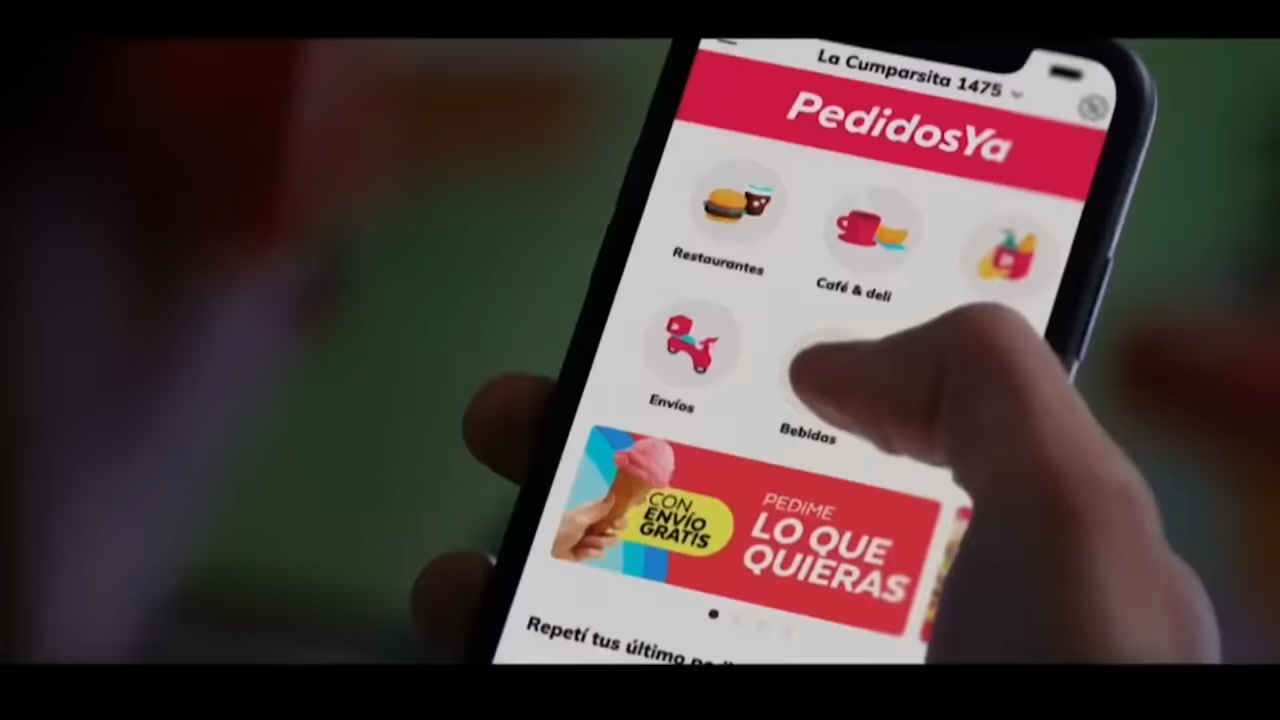 La Cumparsita 1475
PedidosYa
Restaurantes
Café & deli
Envíos
Bebidas
CON
ENVÍO
GRATIS
PEDIME
LO QUE
QUIERAS
Repetí tus último